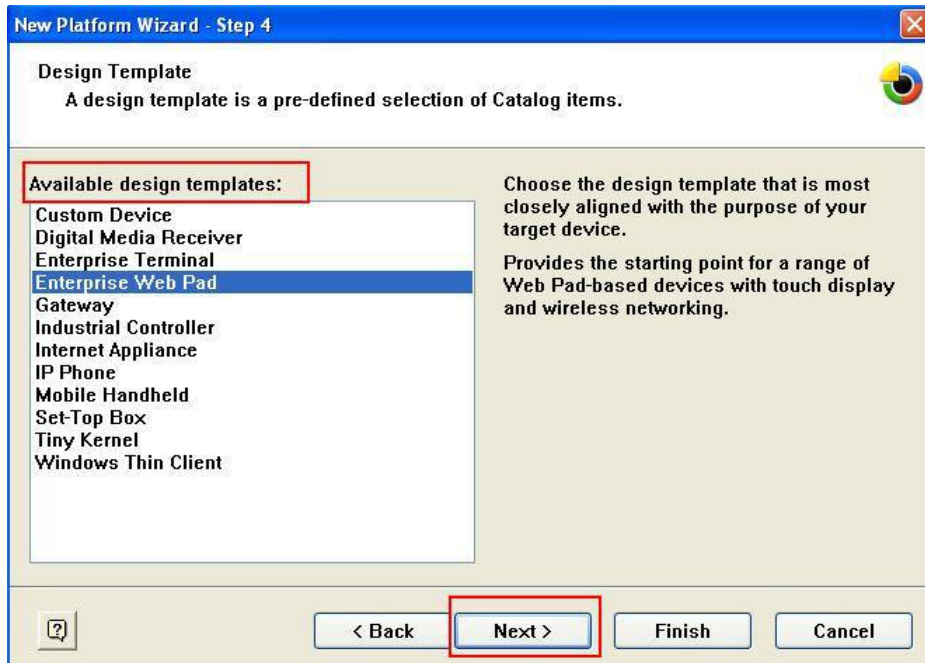 New Platform Wizard - Step 4
Design Template
A design template is a pre-defined selection of Catalog items.
Available design templates:
Custom Device
Digital Media Receiver
Enterprise Terminal
Enterprise Web Pad
Gateway
Industrial Controller
Internet Appliance
IP Phone
Mobile Handheld
Set-Top Box
Tiny Kernel
Windows Thin Client
Choose the design template that is most
closely aligned with the purpose of your
target device.
Provides the starting point for a range of
Web Pad-based devices with touch display
and wireless networking.
?
< Back
Next >
Finish
Cancel